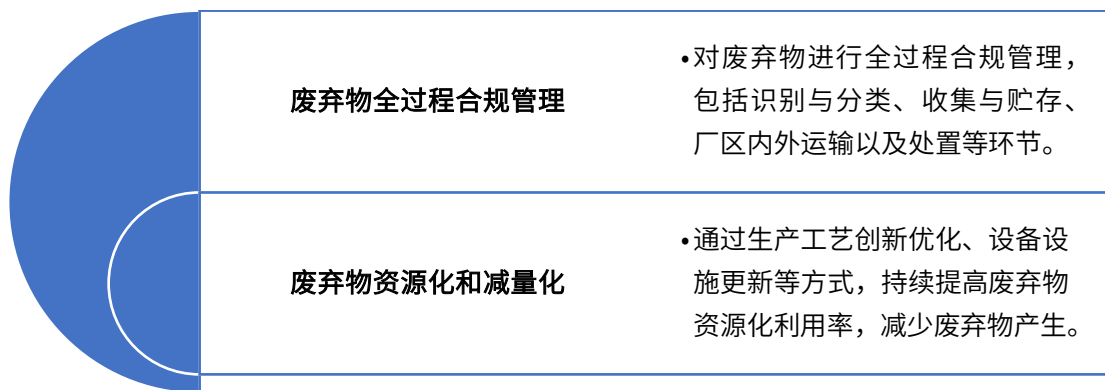 废弃物全过程合规管理
•对废弃物进行全过程合规管理，
包括识别与分类、收集与贮存、
厂区内外运输以及处置等环节。
废弃物资源化和减量化
•通过生产工艺创新优化、设备设
施更新等方式，持续提高废弃物
资源化利用率，减少废弃物产生。